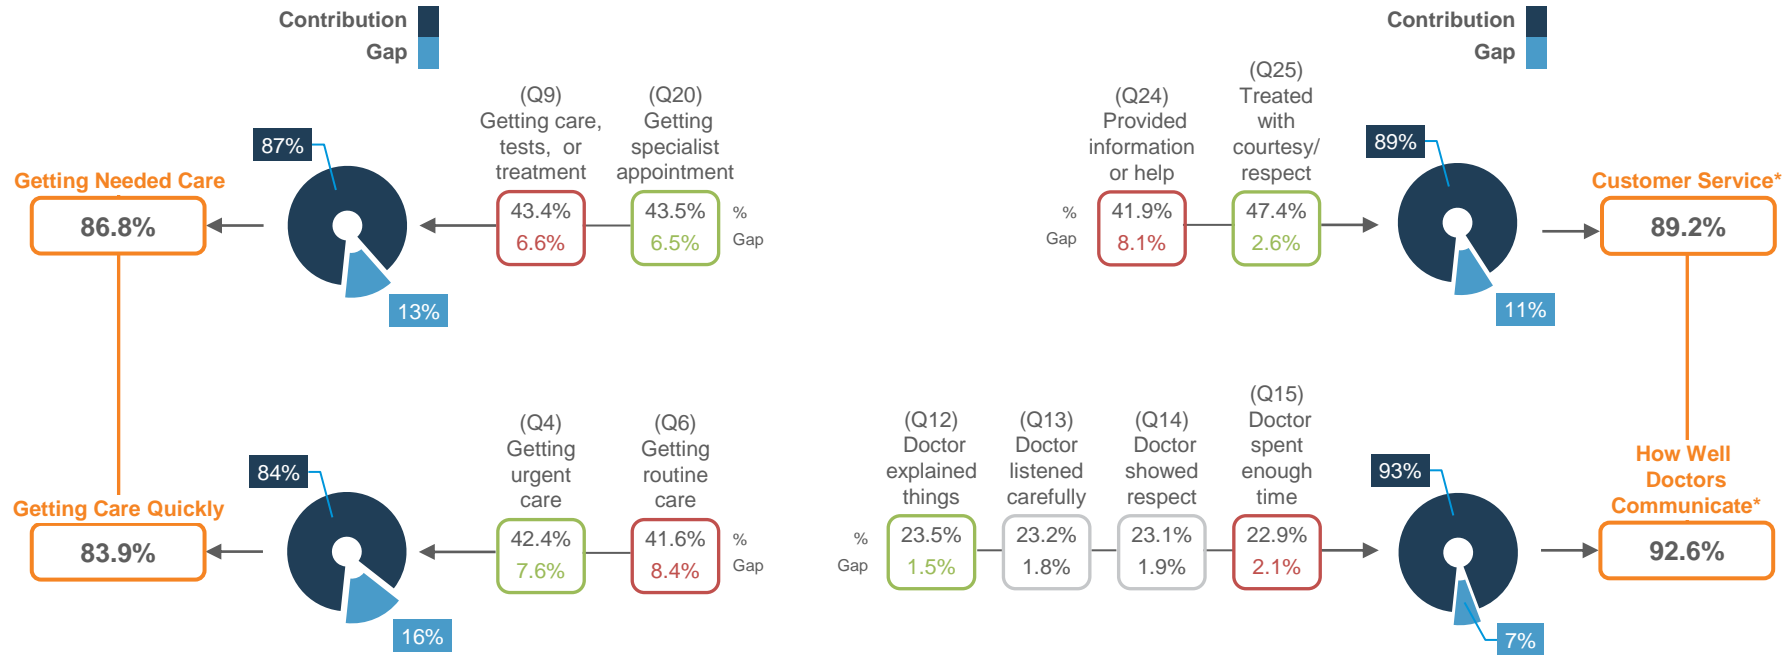 Contribution
Gap
87%
Getting Needed Care
86.8%
13%
(Q9)
Getting care,
tests, or
treatment
43.4%
6.6%
(Q20)
Getting
specialist
appointment
43.5%
6.5%
%
Gap
84%
Getting Care Quickly
83.9%
16%
(Q4)
Getting
urgent
care
42.4%
7.6%
(Q6)
Getting
routine
care
41.6%
8.4%
%
Gap
Contribution
Gap
%
Gap
(Q24)
Provided
information
or help
41.9%
8.1%
(Q25)
Treated
with
courtesy/
respect
47.4%
2.6%
89%
11%
Customer Service*
89.2%
%
Gap
(Q12)
Doctor
explained
things
23.5%
1.5%
(Q13)
Doctor
listened
carefully
23.2%
1.8%
(Q14)
Doctor
showed
respect
23.1%
1.9%
(Q15)
Doctor
spent
enough
time
22.9%
2.1%
93%
7%
How Well
Doctors
Communicate*
92.6%